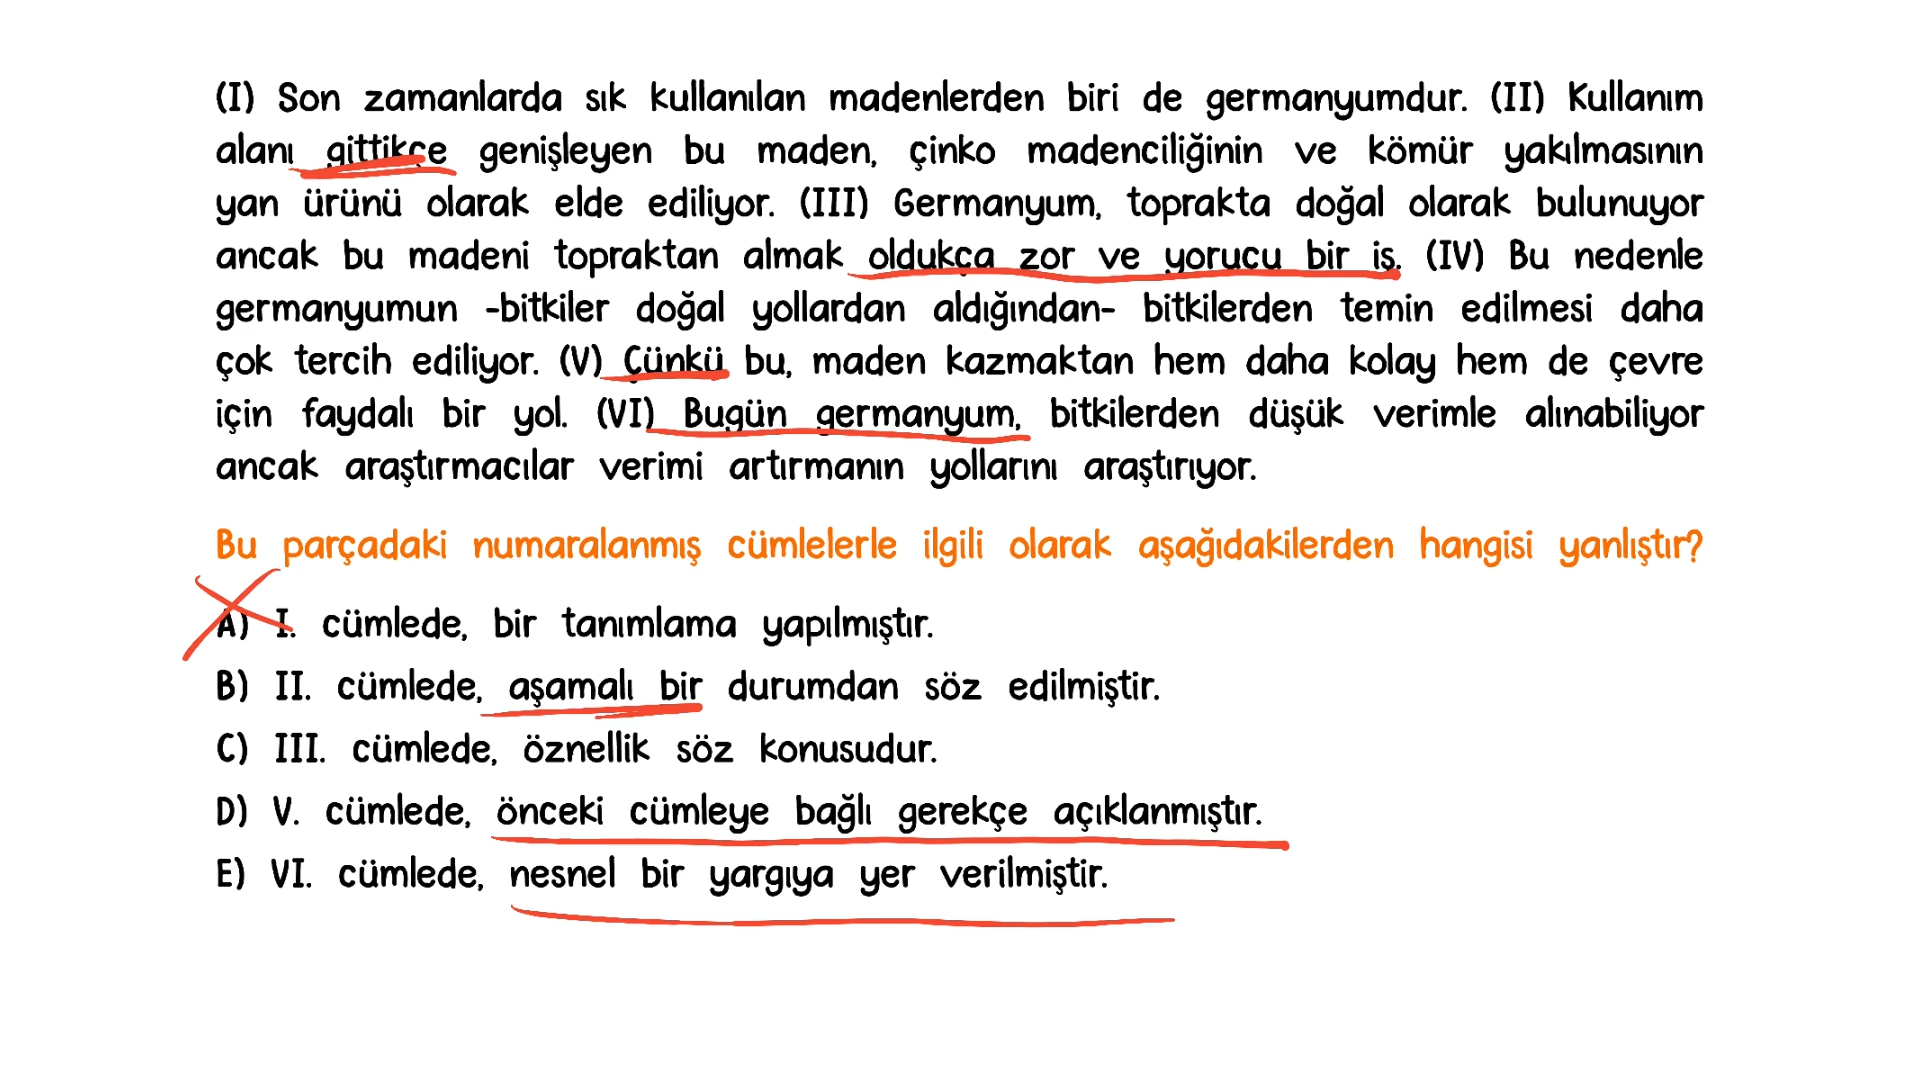 (I) Son zamanlarda sık kullanılan madenlerden biri de germanyumdur. (II) Kullanım
alanı gittikçe genişleyen bu maden, çinko madenciliğinin ve kömür yakılmasının
yan ürünü olarak elde ediliyor. (III) Germanyum, toprakta doğal olarak bulunuyor
ancak bu madeni topraktan almak oldukça zor ve yorucu bir iş. (IV) Bu nedenle
germanyumun -bitkiler doğal yollardan aldığından- bitkilerden temin edilmesi daha
çok tercih ediliyor. (V) Çünkü bu, maden kazmaktan hem daha kolay hem de çevre
için faydalı bir yol. (VI) Bugün germanyum, bitkilerden düşük verimle alınabiliyor
ancak araştırmacılar verimi artırmanın yollarını araştırıyor.
Bu parçadaki numaralanmış cümlelerle ilgili olarak aşağıdakilerden hangisi yanlıştır?
A) I. cümlede, bir tanımlama yapılmıştır.
B) II. cümlede, aşamalı bir durumdan söz edilmiştir.
C) III. cümlede, öznellik söz konusudur.
D) V. cümlede, önceki cümleye bağlı gerekçe açıklanmıştır.
E) VI. cümlede, nesnel bir yargıya yer verilmiştir.